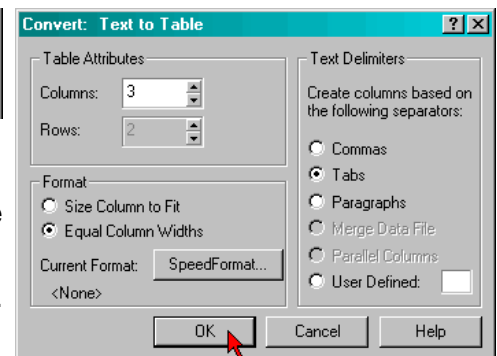 Convert: Text to Table
Table Attributes
Columns: 3
Rows: 2
Format
Size Column to Fit
Equal Column Widths
Current Format: SpeedFormat...
<None>
Text Delimiters
Create columns based on
the following separators:
Commas
Tabs
Paragraphs
Merge Data File
Parallel Columns
User Defined:
OK Cancel Help